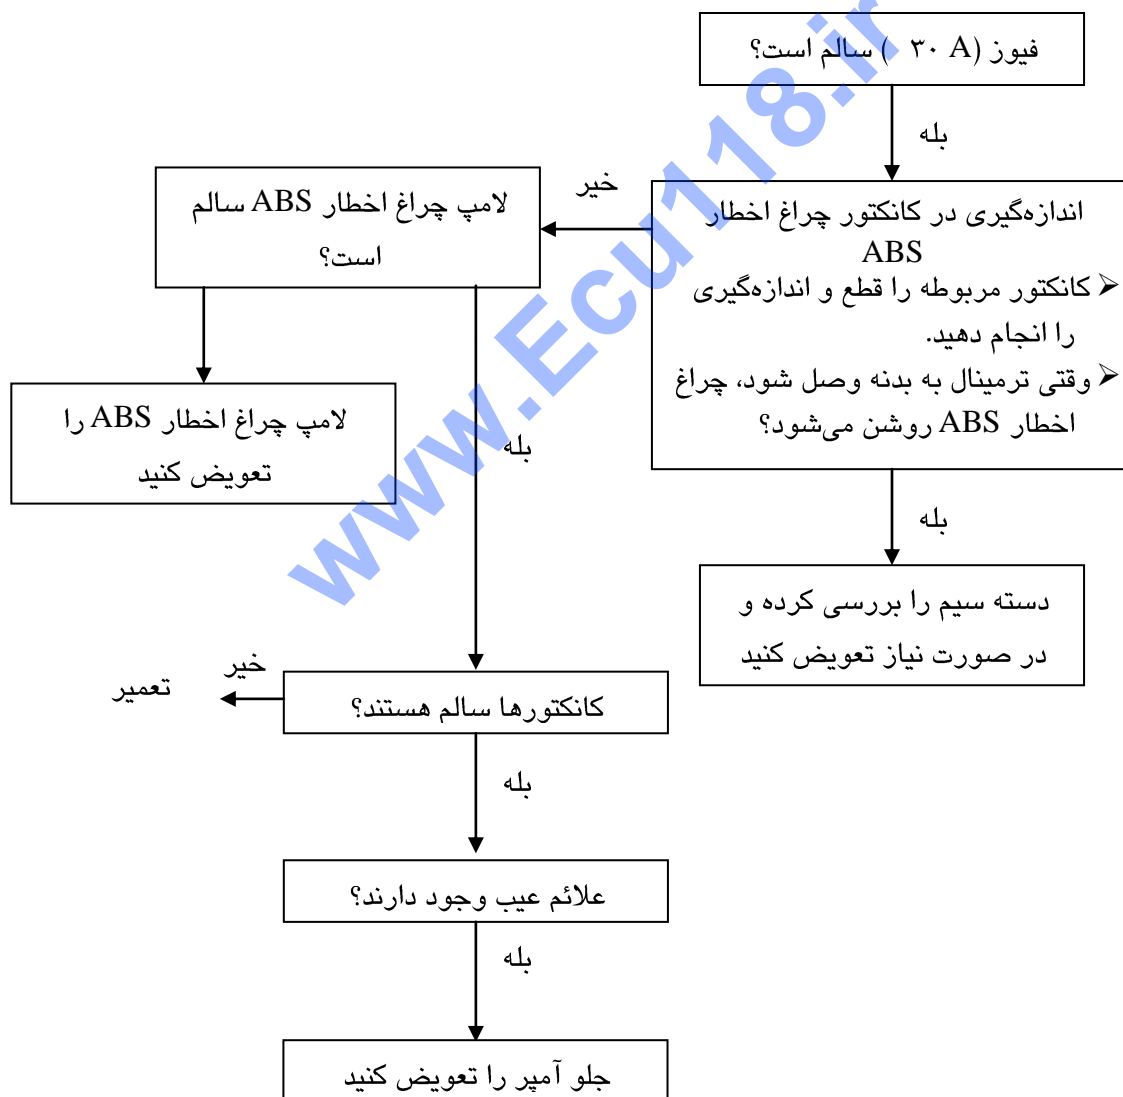 فیوز (۳۰ A ) سالم است؟
بله
اندازه‌گیری در کانکتور چراغ اخطار
ABS
⮚ کانکتور مربوطه را قطع و اندازه‌گیری
را انجام دهید.
⮚ وقتی ترمینال به بدنه وصل شود، چراغ
اخطار ABS روشن می‌شود؟
خیر
لامپ چراغ اخطار ABS سالم
است؟
لامپ چراغ اخطار ABS را
تعویض کنید
بله
بله
دسته سیم را بررسی کرده و
در صورت نیاز تعویض کنید
کانکتورها سالم هستند؟
خیر
تعمیر
بله
علائم عیب وجود دارند؟
بله
جلو آمپر را تعویض کنید
www.Ecu118.ir